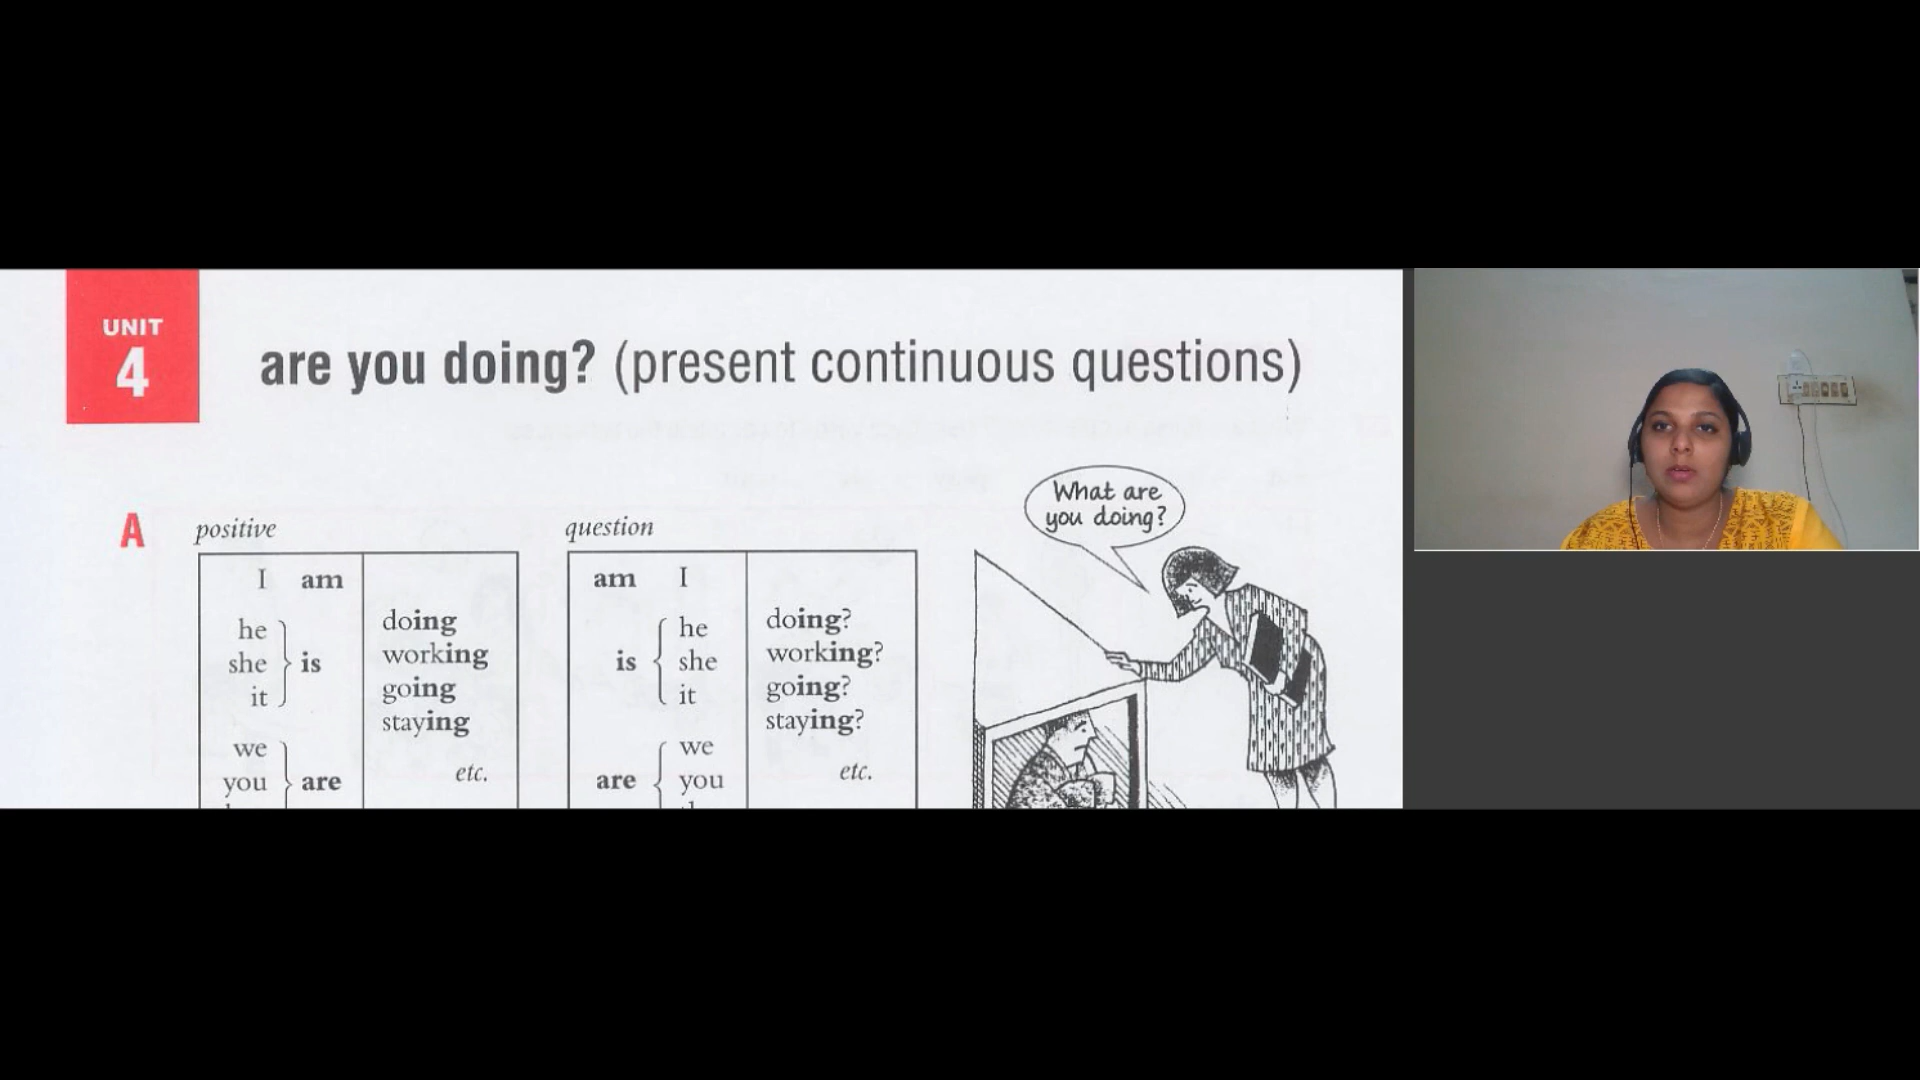 UNIT
4
are you doing? (present continuous questions)
A
positive
I am
he
she is
it
we
you are
doing
working
going
staying
etc.
question
am I
he
is she
it
we
are you
doing?
working?
going?
staying?
etc.
What are
you doing?